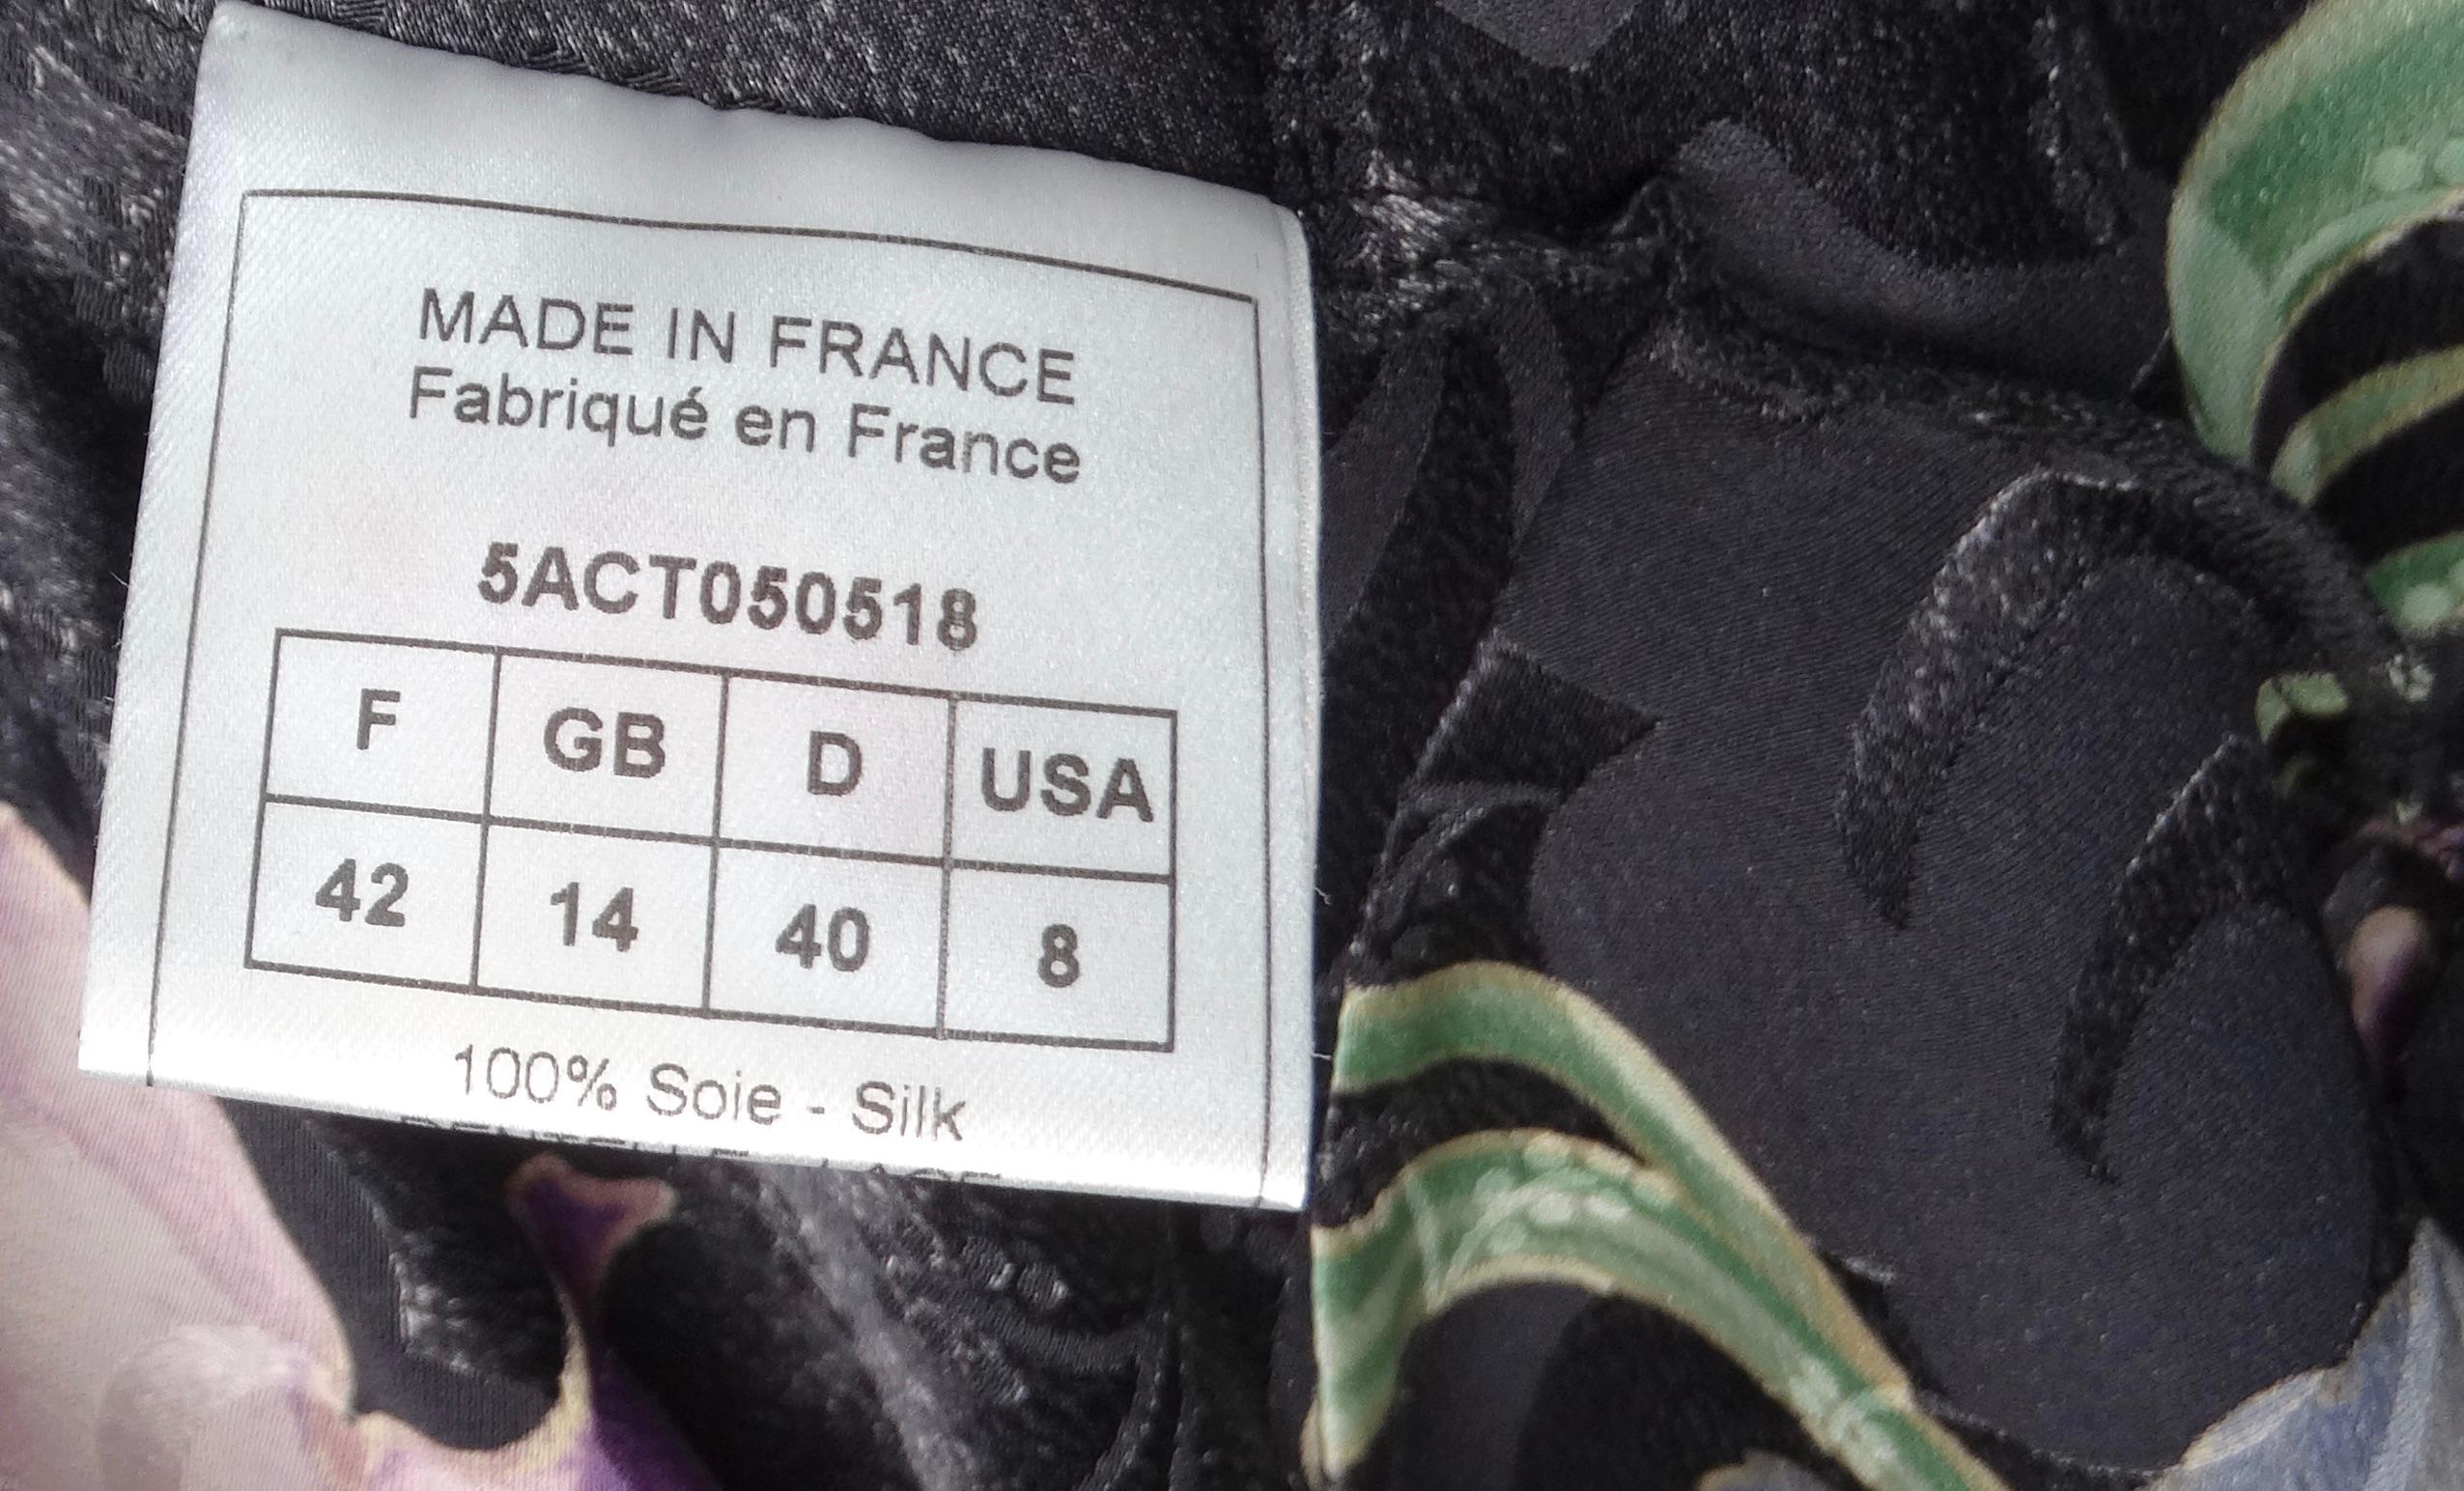 MADE IN FRANCE
Fabriqué en France
5ACT050518
F GB D USA
42 14 40 8
100% Soie - Silk